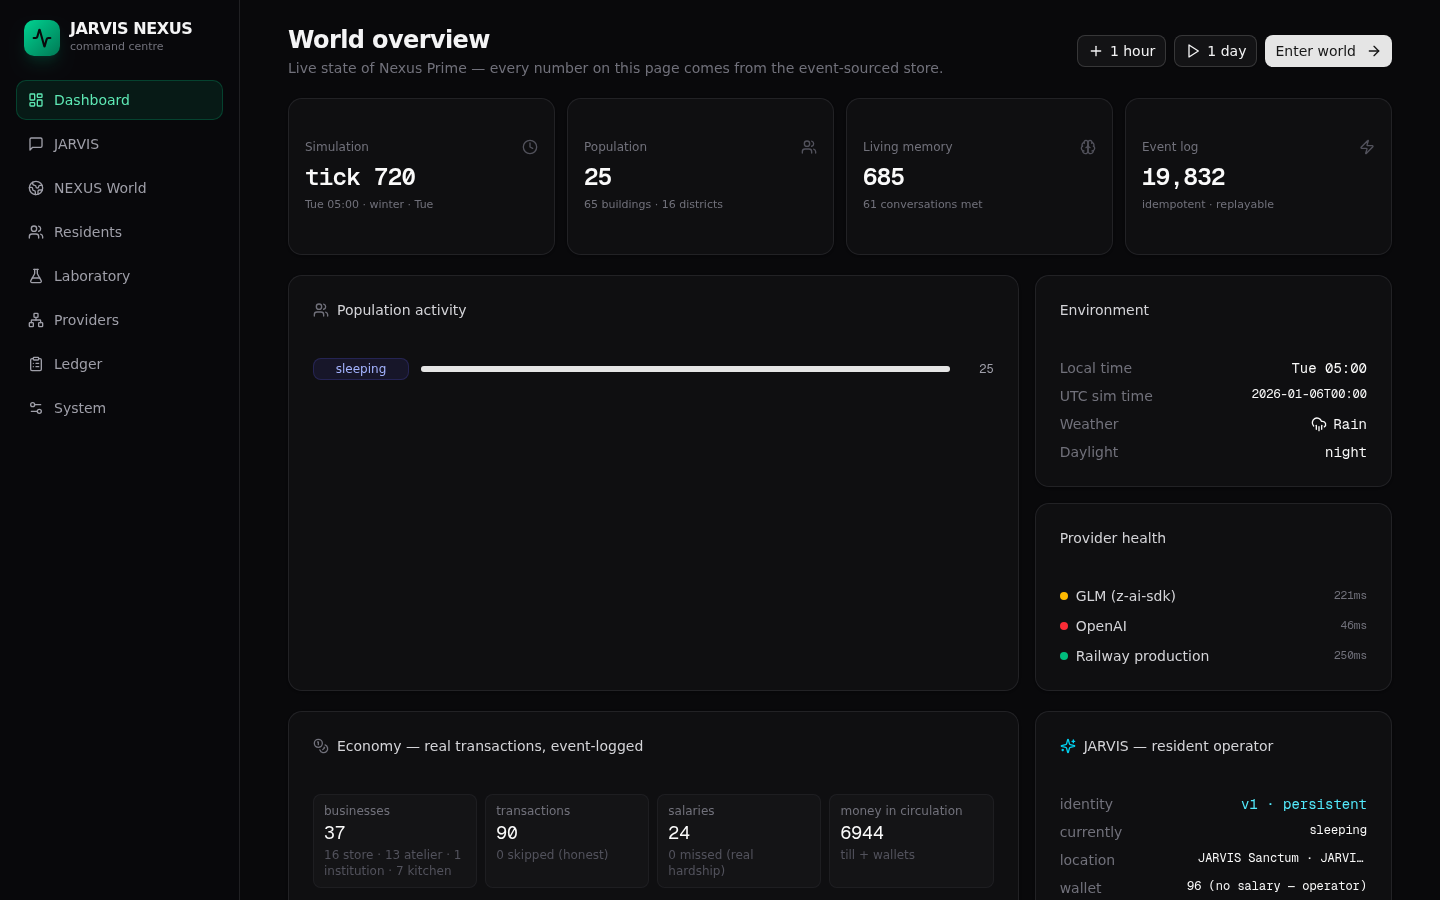 JARVIS NEXUS
command centre
Dashboard
JARVIS
NEXUS World
Residents
Laboratory
Providers
Ledger
System
World overview
Live state of Nexus Prime — every number on this page comes from the event-sourced store.
1 hour
1 day
Enter world
Simulation
tick 720
Tue 05:00 · winter · Tue
Population
25
65 buildings · 16 districts
Living memory
685
61 conversations met
Event log
19,832
idempotent · replayable
Population activity
sleeping 25
Environment
Local time Tue 05:00
UTC sim time 2026-01-06T00:00
Weather Rain
Daylight night
Provider health
GLM (z-ai-sdk) 221ms
OpenAI 46ms
Railway production 250ms
Economy — real transactions, event-logged
businesses
37
16 store · 13 atelier · 1
institution · 7 kitchen
transactions
90
0 skipped (honest)
salaries
24
0 missed (real
hardship)
money in circulation
6944
till + wallets
JARVIS — resident operator
identity v1 · persistent
currently sleeping
location JARVIS Sanctum · JARVI…
wallet 96 (no salary — operator)